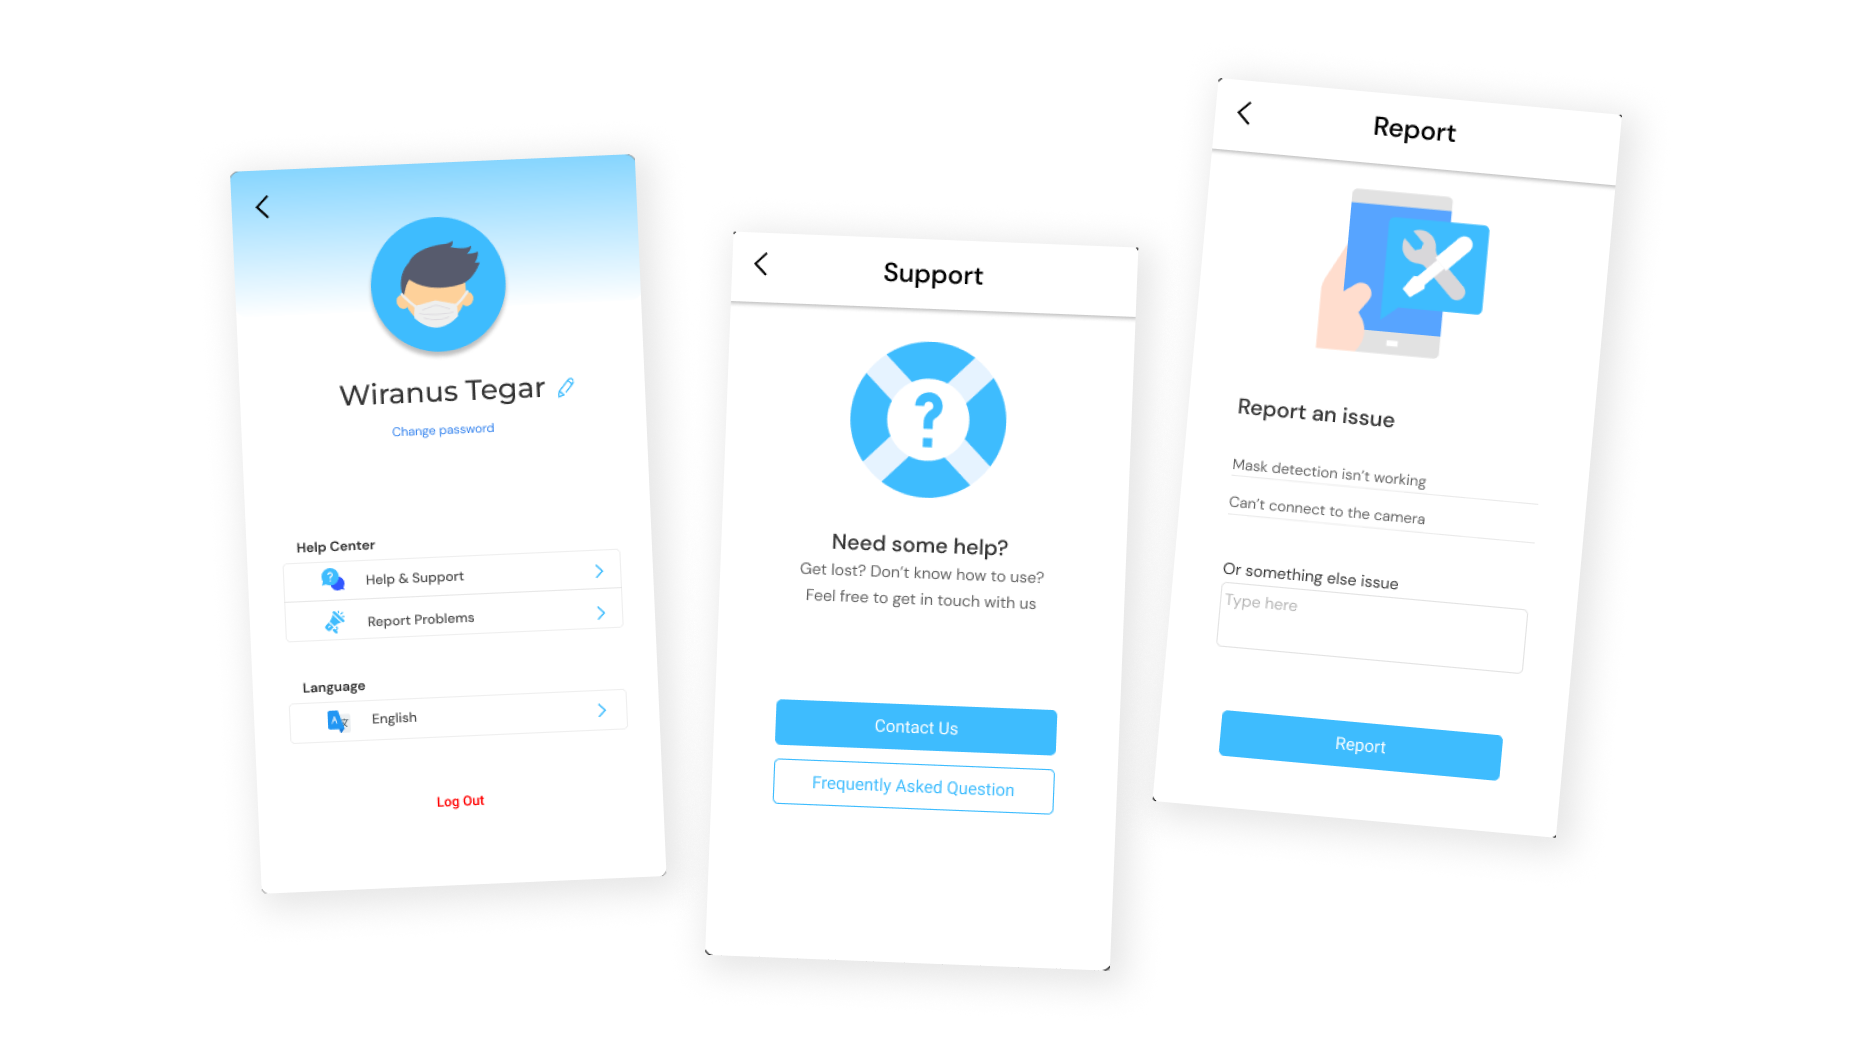 Wiranus Tegar
Change password
Help Center
Help & Support
Report Problems
Language
English
Log Out
Support
Need some help?
Get lost? Don't know how to use?
Feel free to get in touch with us
Contact Us
Frequently Asked Question
Report
Report an issue
Mask detection isn't working
Can't connect to the camera
Or something else issue
Type here
Report